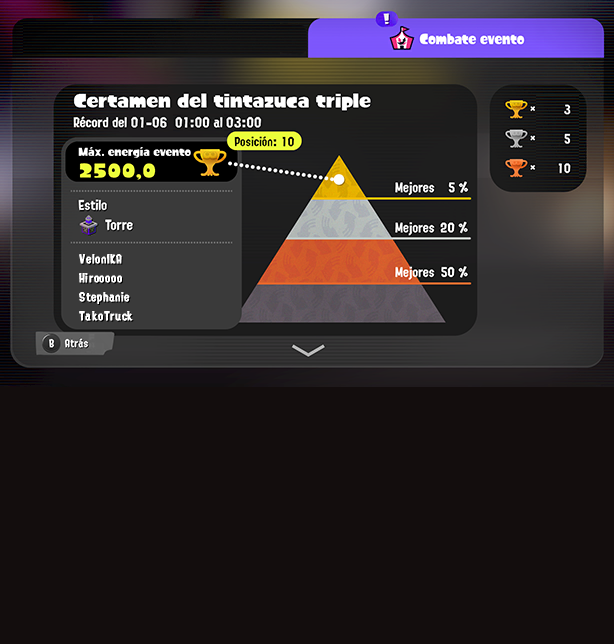 !
Combate evento
Certamen del tintazuca triple
Récord del 01-06 01:00 al 03:00
Posición: 10
Máx. energía evento
2500,0
Estilo
Torre
VelonIKA
Hirooooo
Stephanie
TakoTruck
Mejores 5 %
Mejores 20 %
Mejores 50 %
× 3
× 5
× 10
B Atrás